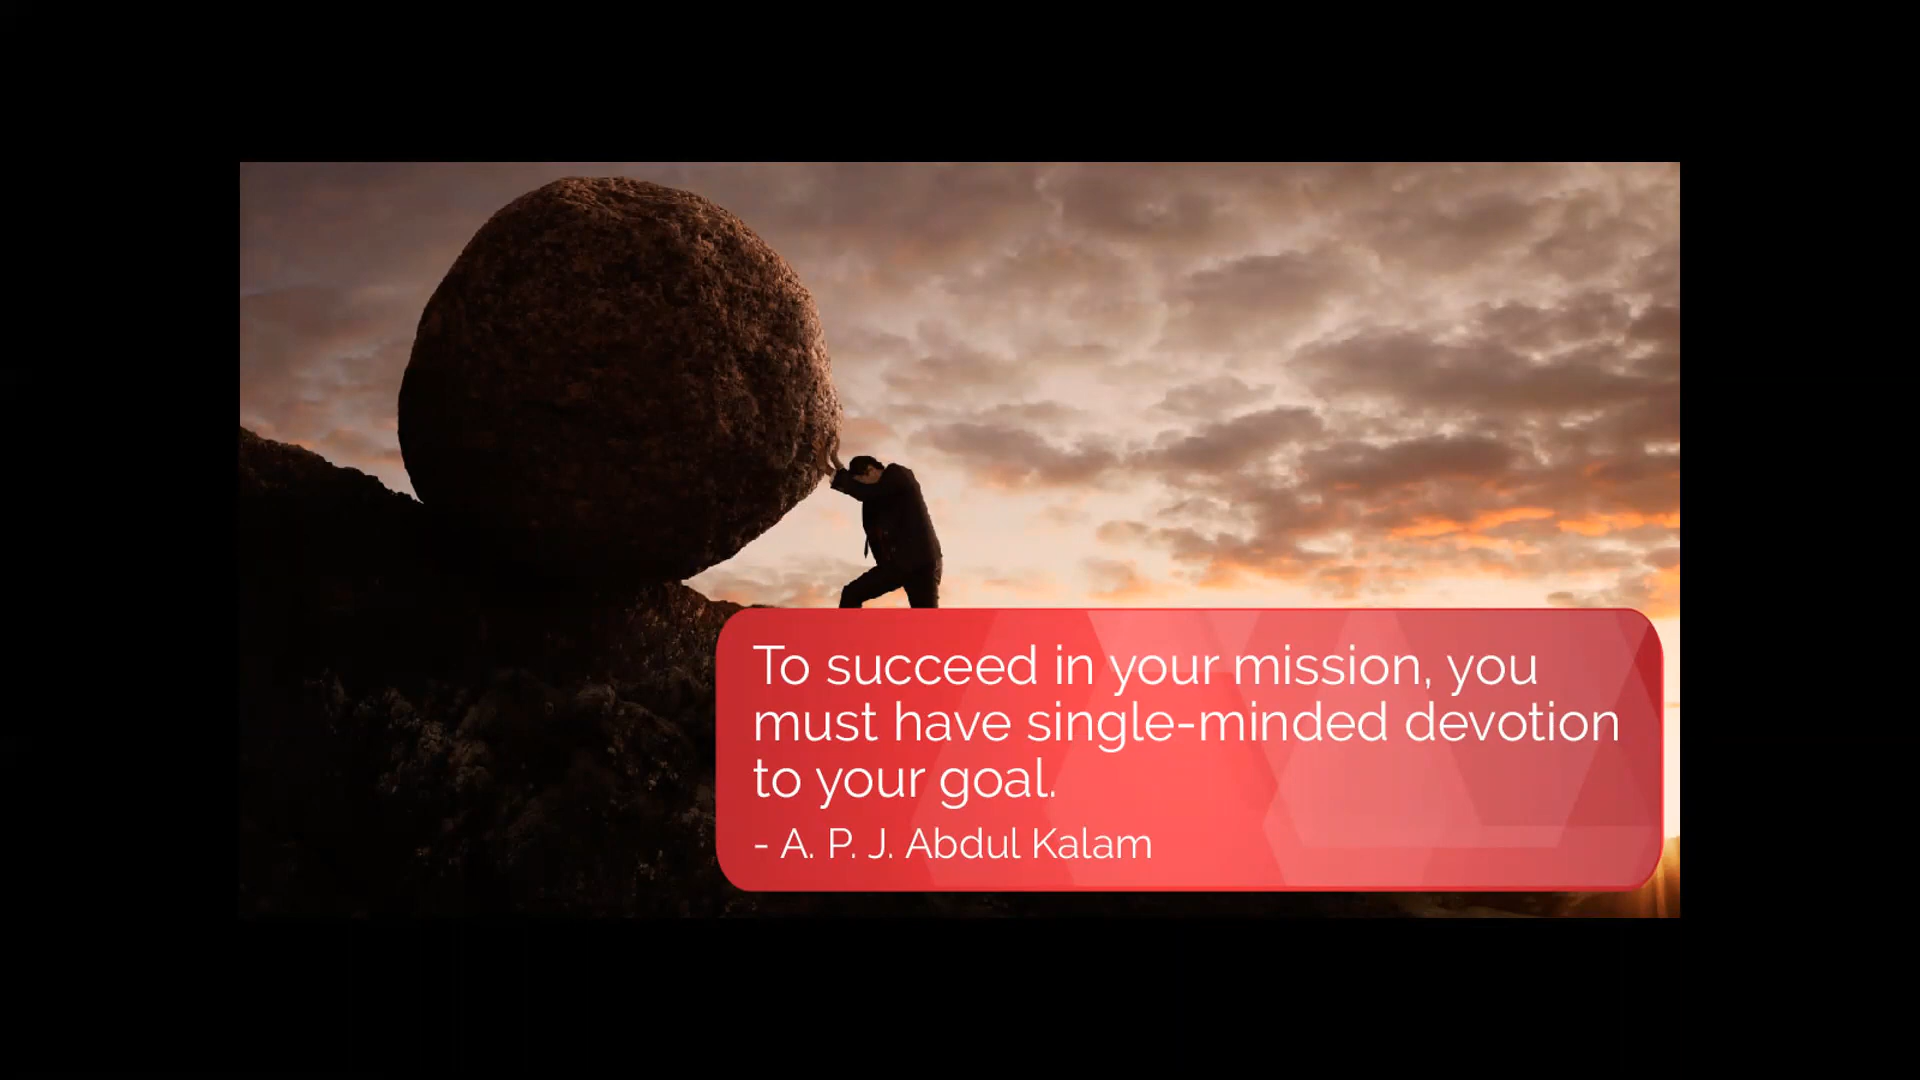 To succeed in your mission, you
must have single-minded devotion
to your goal.
- A. P. J. Abdul Kalam